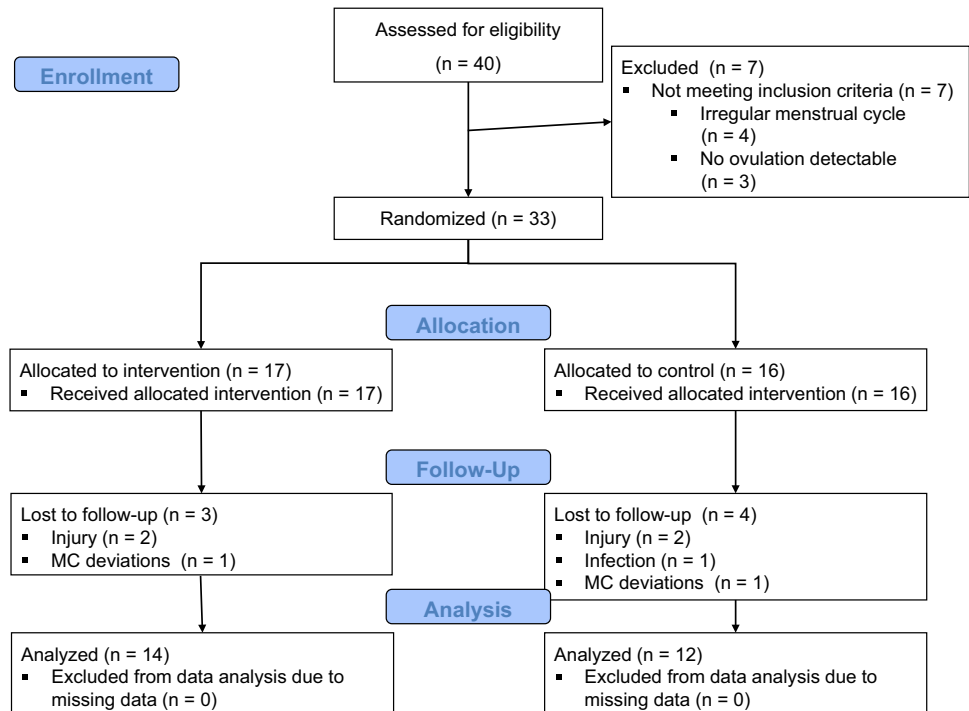 Assessed for eligibility
(n = 40)
Enrollment
Excluded (n = 7)
▪ Not meeting inclusion criteria (n = 7)
▪ Irregular menstrual cycle
(n = 4)
▪ No ovulation detectable
(n = 3)
Randomized (n = 33)
Allocation
Allocated to intervention (n = 17)
▪ Received allocated intervention (n = 17)
Allocated to control (n = 16)
▪ Received allocated intervention (n = 16)
Follow-Up
Lost to follow-up (n = 3)
▪ Injury (n = 2)
▪ MC deviations (n = 1)
Lost to follow-up (n = 4)
▪ Injury (n = 2)
▪ Infection (n = 1)
▪ MC deviations (n = 1)
Analysis
Analyzed (n = 14)
▪ Excluded from data analysis due to
missing data (n = 0)
Analyzed (n = 12)
▪ Excluded from data analysis due to
missing data (n = 0)